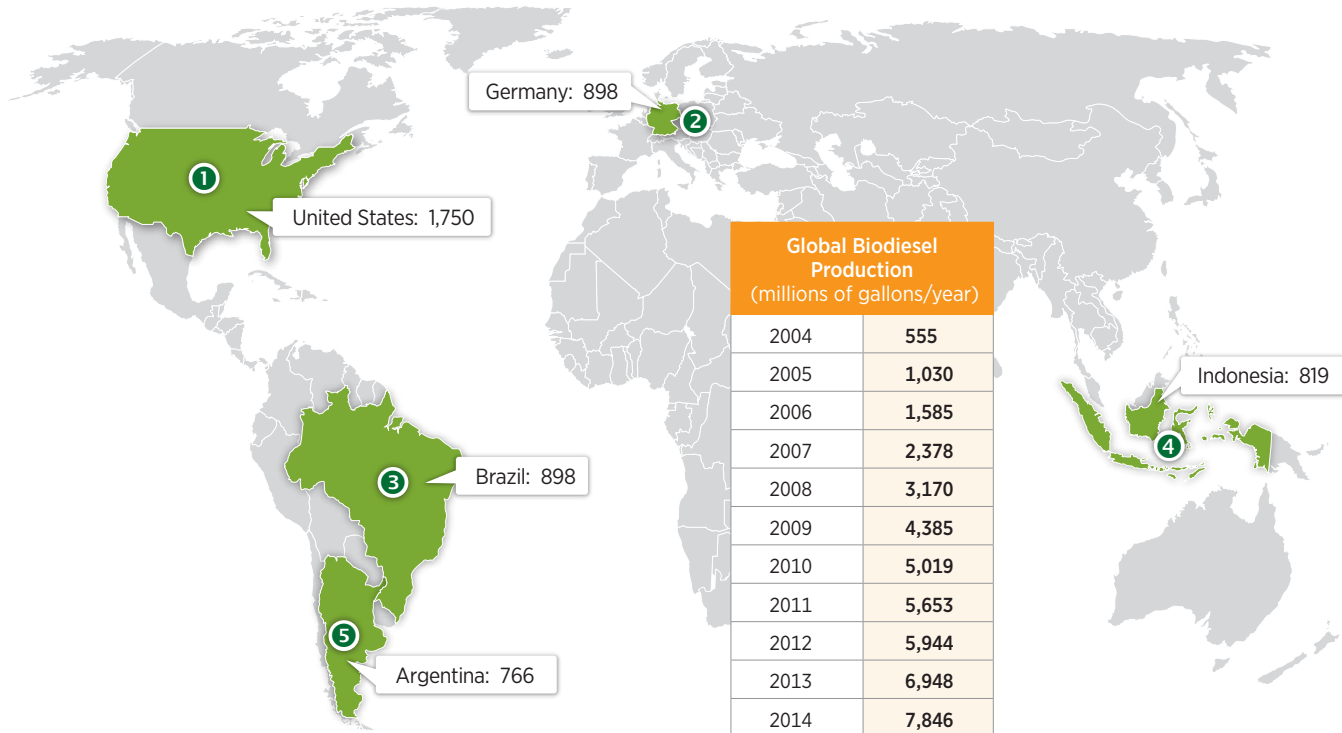 Germany: 898
2
1
United States: 1,750
Global Biodiesel
Production
(millions of gallons/year)
2004 555
2005 1,030
2006 1,585
2007 2,378
2008 3,170
2009 4,385
2010 5,019
2011 5,653
2012 5,944
2013 6,948
2014 7,846
Indonesia: 819
4
3
Brazil: 898
5
Argentina: 766